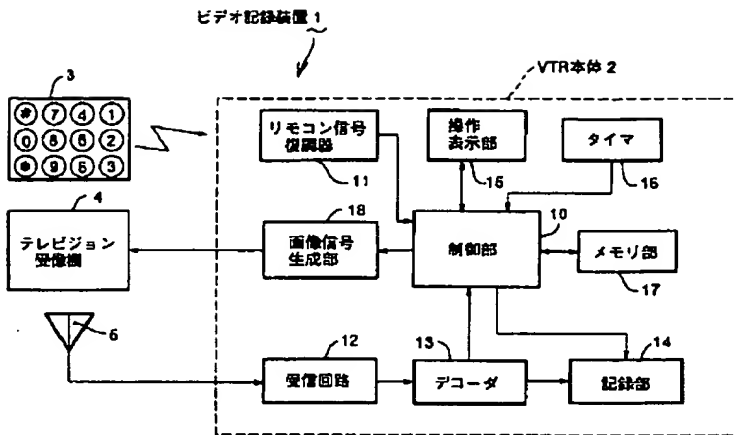 ビデオ記録装置 1
VTR本体 2
3
# 7 4 1
0 8 6 2
* 9 5 3
リモコン信号
復調器
11
操作
表示部
15
タイマ
16
4
テレビジョン
受像機
18
画像信号
生成部
10
制御部
メモリ部
17
6
12
受信回路
13
デコーダ
14
記録部